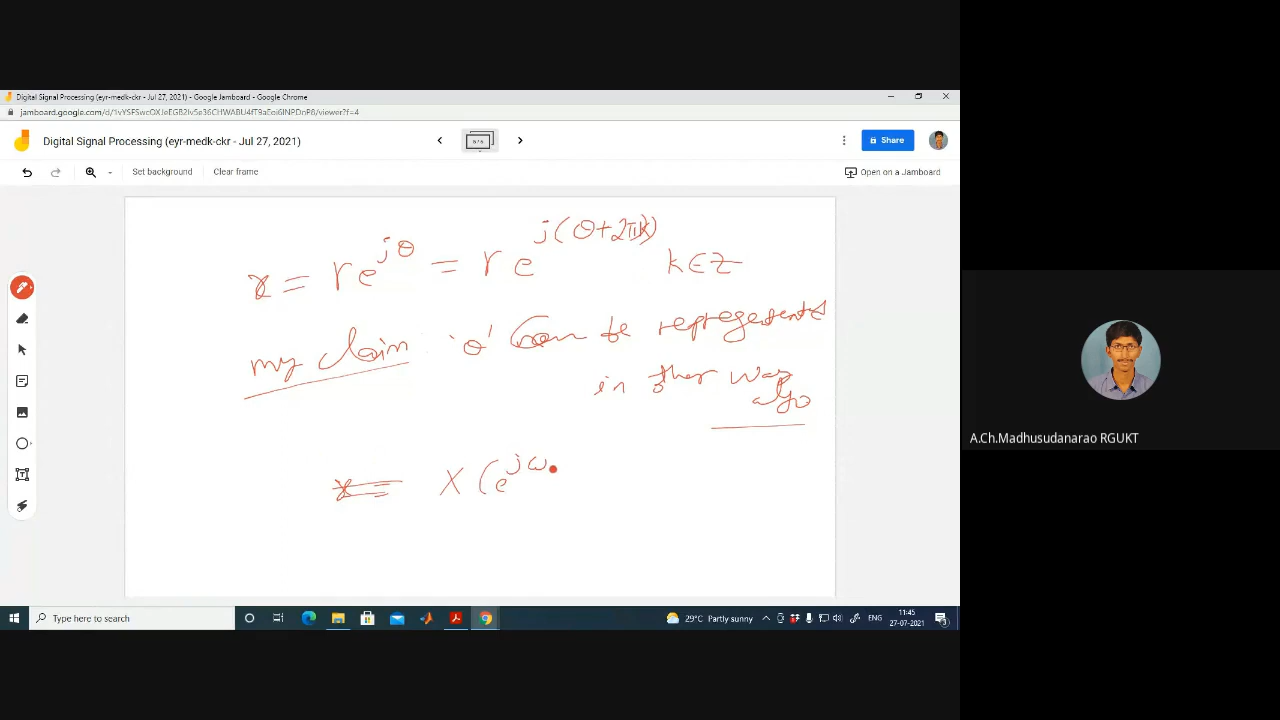 Digital Signal Processing (eyr-medk-ckr - Jul 27, 2021) - Google Jamboard - Google Chrome
Digital Signal Processing (eyr-medk-ckr - Jul 27, 2021)
Share
Set background
Clear frame
Open on a Jamboard
x = re^{jθ} = re^{j(θ+2πk)} k∈Z
my claim 'θ' can be represented
in other way
also
x = X(e^{jω
A.Ch.Madhusudanarao RGUKT
Type here to search
29°C Partly sunny
ENG
11:45
27-07-2021